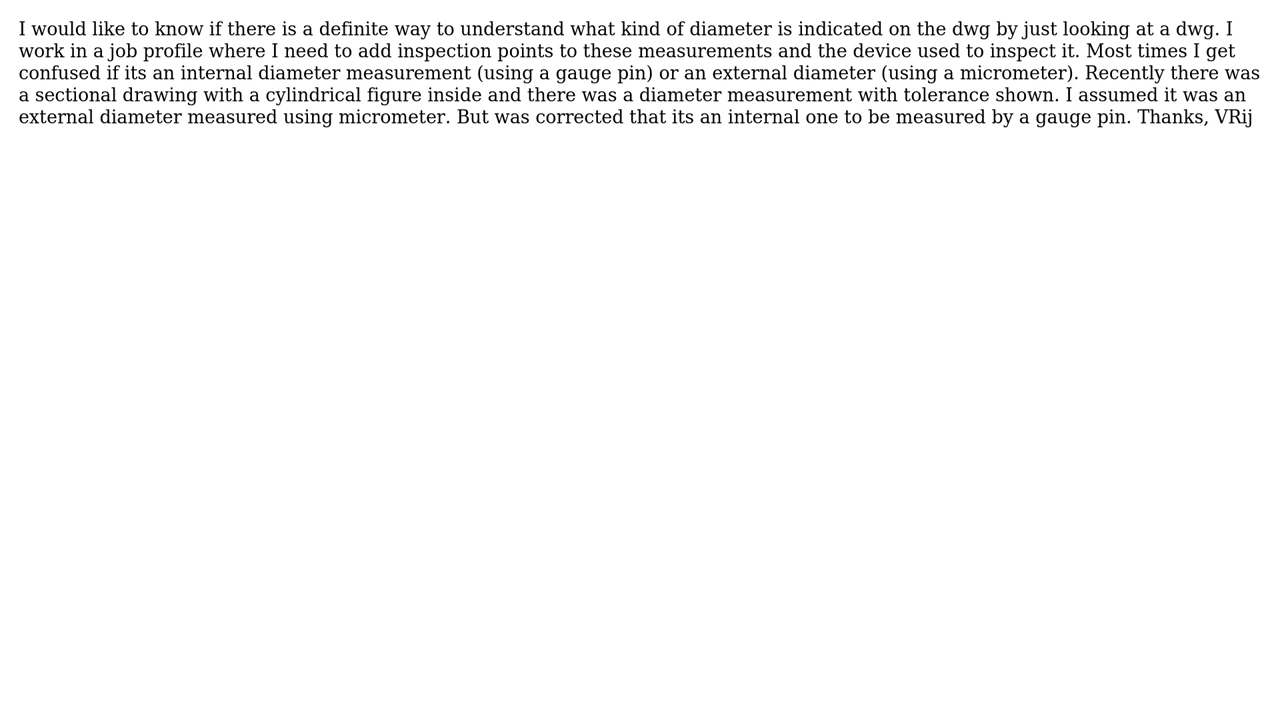 I would like to know if there is a definite way to understand what kind of diameter is indicated on the dwg by just looking at a dwg. I
work in a job profile where I need to add inspection points to these measurements and the device used to inspect it. Most times I get
confused if its an internal diameter measurement (using a gauge pin) or an external diameter (using a micrometer). Recently there was
a sectional drawing with a cylindrical figure inside and there was a diameter measurement with tolerance shown. I assumed it was an
external diameter measured using micrometer. But was corrected that its an internal one to be measured by a gauge pin. Thanks, VRij